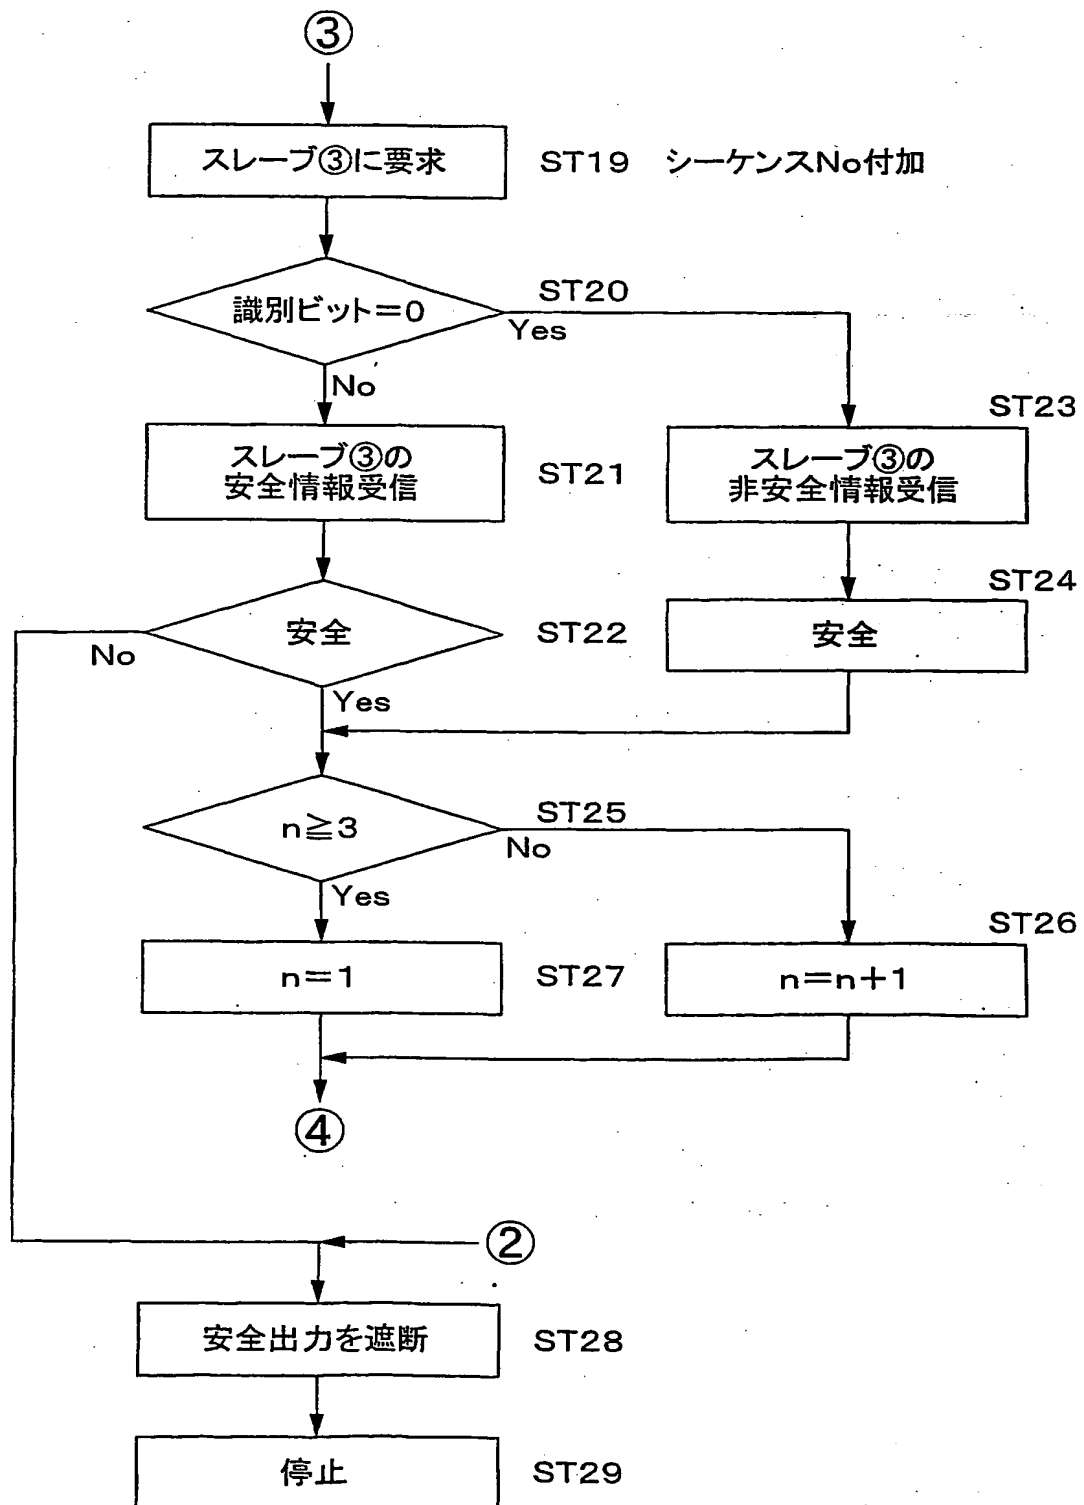 ③
スレーブ③に要求
ST19 シーケンスNo付加
識別ビット=0
ST20
Yes
No
ST23
スレーブ③の
安全情報受信
ST21
スレーブ③の
非安全情報受信
ST24
安全
ST22
安全
No
Yes
n≧3
ST25
No
Yes
ST26
n=1
ST27
n=n+1
④
②
安全出力を遮断
ST28
停止
ST29